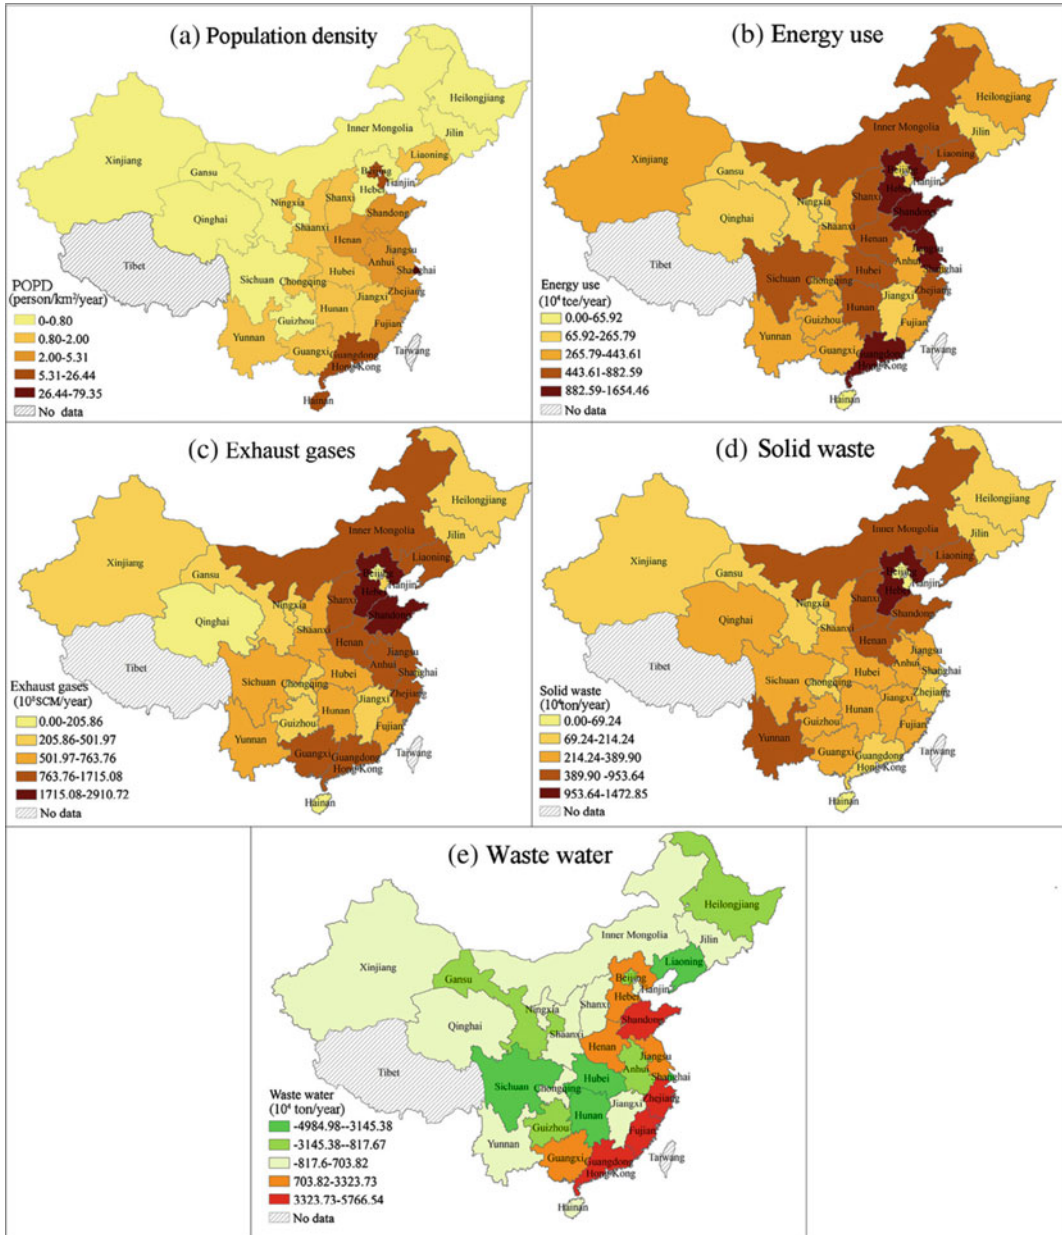 (a) Population density
Heilongjiang
Jilin
Inner Mongolia
Liaoning
Xinjiang
Beijing
Tianjin
Gansu
Hebei
Ningxia
Shanxi
Shandong
Qinghai
Shaanxi
Henan
Jiangsu
Tibet
Anhui
Shanghai
Sichuan
Chongqing
Hubei
Zhejiang
Hunan
Jiangxi
Guizhou
Fujian
Yunnan
Guangxi
Guangdong
Taiwang
Hong-Kong
Hainan
POPD
(person/km²/year)
0-0.80
0.80-2.00
2.00-5.31
5.31-26.44
26.44-79.35
No data
(b) Energy use
Heilongjiang
Jilin
Inner Mongolia
Liaoning
Xinjiang
Beijing
Tianjin
Gansu
Hebei
Ningxia
Shanxi
Shandong
Qinghai
Shaanxi
Henan
Jiangsu
Tibet
Anhui
Shanghai
Sichuan
Chongqing
Hubei
Zhejiang
Hunan
Jiangxi
Guizhou
Fujian
Yunnan
Guangxi
Guangdong
Taiwang
Hong-Kong
Hainan
Energy use
(10⁴ tce/year)
0.00-65.92
65.92-265.79
265.79-443.61
443.61-882.59
882.59-1654.46
No data
(c) Exhaust gases
Heilongjiang
Jilin
Inner Mongolia
Liaoning
Xinjiang
Beijing
Tianjin
Gansu
Hebei
Ningxia
Shanxi
Shandong
Qinghai
Shaanxi
Henan
Jiangsu
Tibet
Anhui
Shanghai
Sichuan
Chongqing
Hubei
Zhejiang
Hunan
Jiangxi
Guizhou
Fujian
Yunnan
Guangxi
Guangdong
Taiwang
Hong-Kong
Hainan
Exhaust gases
(10⁸SCM/year)
0.00-205.86
205.86-501.97
501.97-763.76
763.76-1715.08
1715.08-2910.72
No data
(d) Solid waste
Heilongjiang
Jilin
Inner Mongolia
Liaoning
Xinjiang
Beijing
Tianjin
Gansu
Hebei
Ningxia
Shanxi
Shandong
Qinghai
Shaanxi
Henan
Jiangsu
Tibet
Anhui
Shanghai
Sichuan
Chongqing
Hubei
Zhejiang
Hunan
Jiangxi
Guizhou
Fujian
Yunnan
Guangxi
Guangdong
Taiwang
Hong-Kong
Hainan
Solid waste
(10⁴ton/year)
0.00-69.24
69.24-214.24
214.24-389.90
389.90 -953.64
953.64-1472.85
No data
(e) Waste water
Heilongjiang
Jilin
Inner Mongolia
Liaoning
Xinjiang
Beijing
Tianjin
Gansu
Hebei
Ningxia
Shanxi
Shandong
Qinghai
Shaanxi
Henan
Jiangsu
Tibet
Anhui
Shanghai
Sichuan
Chongqing
Hubei
Zhejiang
Hunan
Jiangxi
Guizhou
Fujian
Yunnan
Guangxi
Guangdong
Taiwang
Hong-Kong
Hainan
Waste water
(10⁴ ton/year)
-4984.98--3145.38
-3145.38--817.67
-817.6-703.82
703.82-3323.73
3323.73-5766.54
No data